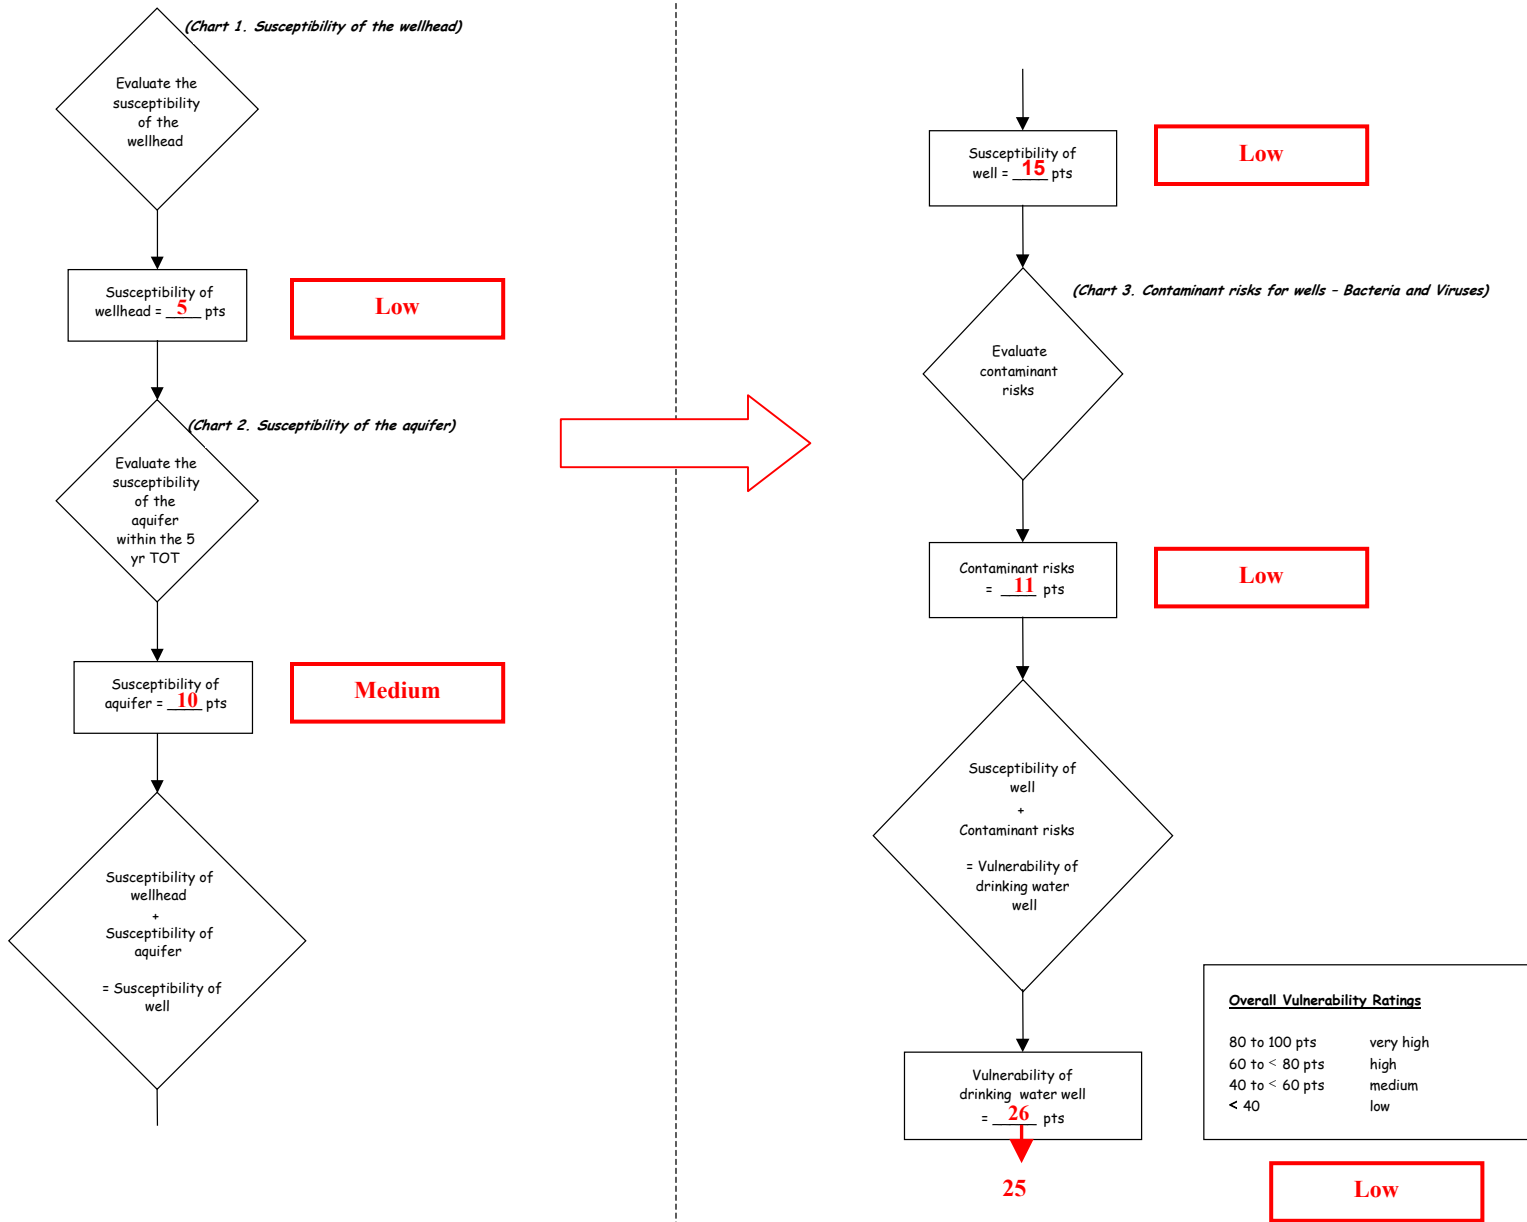 (Chart 1. Susceptibility of the wellhead)
Evaluate the
susceptibility
of the
wellhead
Susceptibility of
wellhead = 5 pts
Low
(Chart 2. Susceptibility of the aquifer)
Evaluate the
susceptibility
of the
aquifer
within the 5
yr TOT
Susceptibility of
aquifer = 10 pts
Medium
Susceptibility of
wellhead
+
Susceptibility of
aquifer
= Susceptibility of
well
Susceptibility of
well = 15 pts
Low
(Chart 3. Contaminant risks for wells – Bacteria and Viruses)
Evaluate
contaminant
risks
Contaminant risks
= 11 pts
Low
Susceptibility of
well
+
Contaminant risks
= Vulnerability of
drinking water
well
Vulnerability of
drinking water well
= 26 pts
25
Overall Vulnerability Ratings
80 to 100 pts very high
60 to < 80 pts high
40 to < 60 pts medium
< 40 low
Low